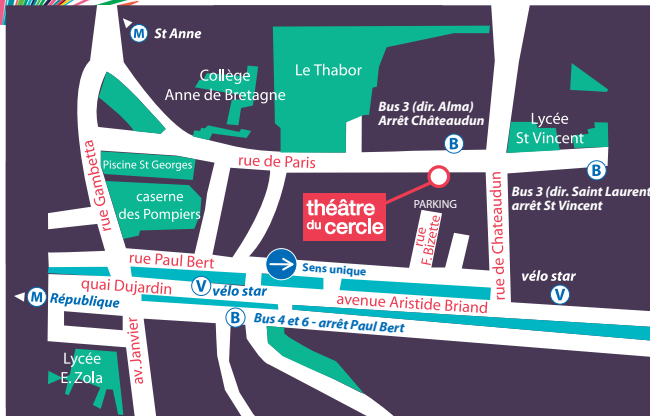 M St Anne
Collège
Anne de Bretagne
Le Thabor
Bus 3 (dir. Alma)
Arrêt Châteaudun
B
Lycée
St Vincent
rue Gambetta
Piscine St Georges
rue de Paris
B
Bus 3 (dir. Saint Laurent
arrêt St Vincent
caserne
des Pompiers
théâtre
du cercle
PARKING
rue
F. Bizette
rue de Chateaudun
rue Paul Bert
Sens unique
quai Dujardin
V vélo star
vélo star
V
M République
avenue Aristide Briand
B Bus 4 et 6 - arrêt Paul Bert
av. Janvier
Lycée
E. Zola